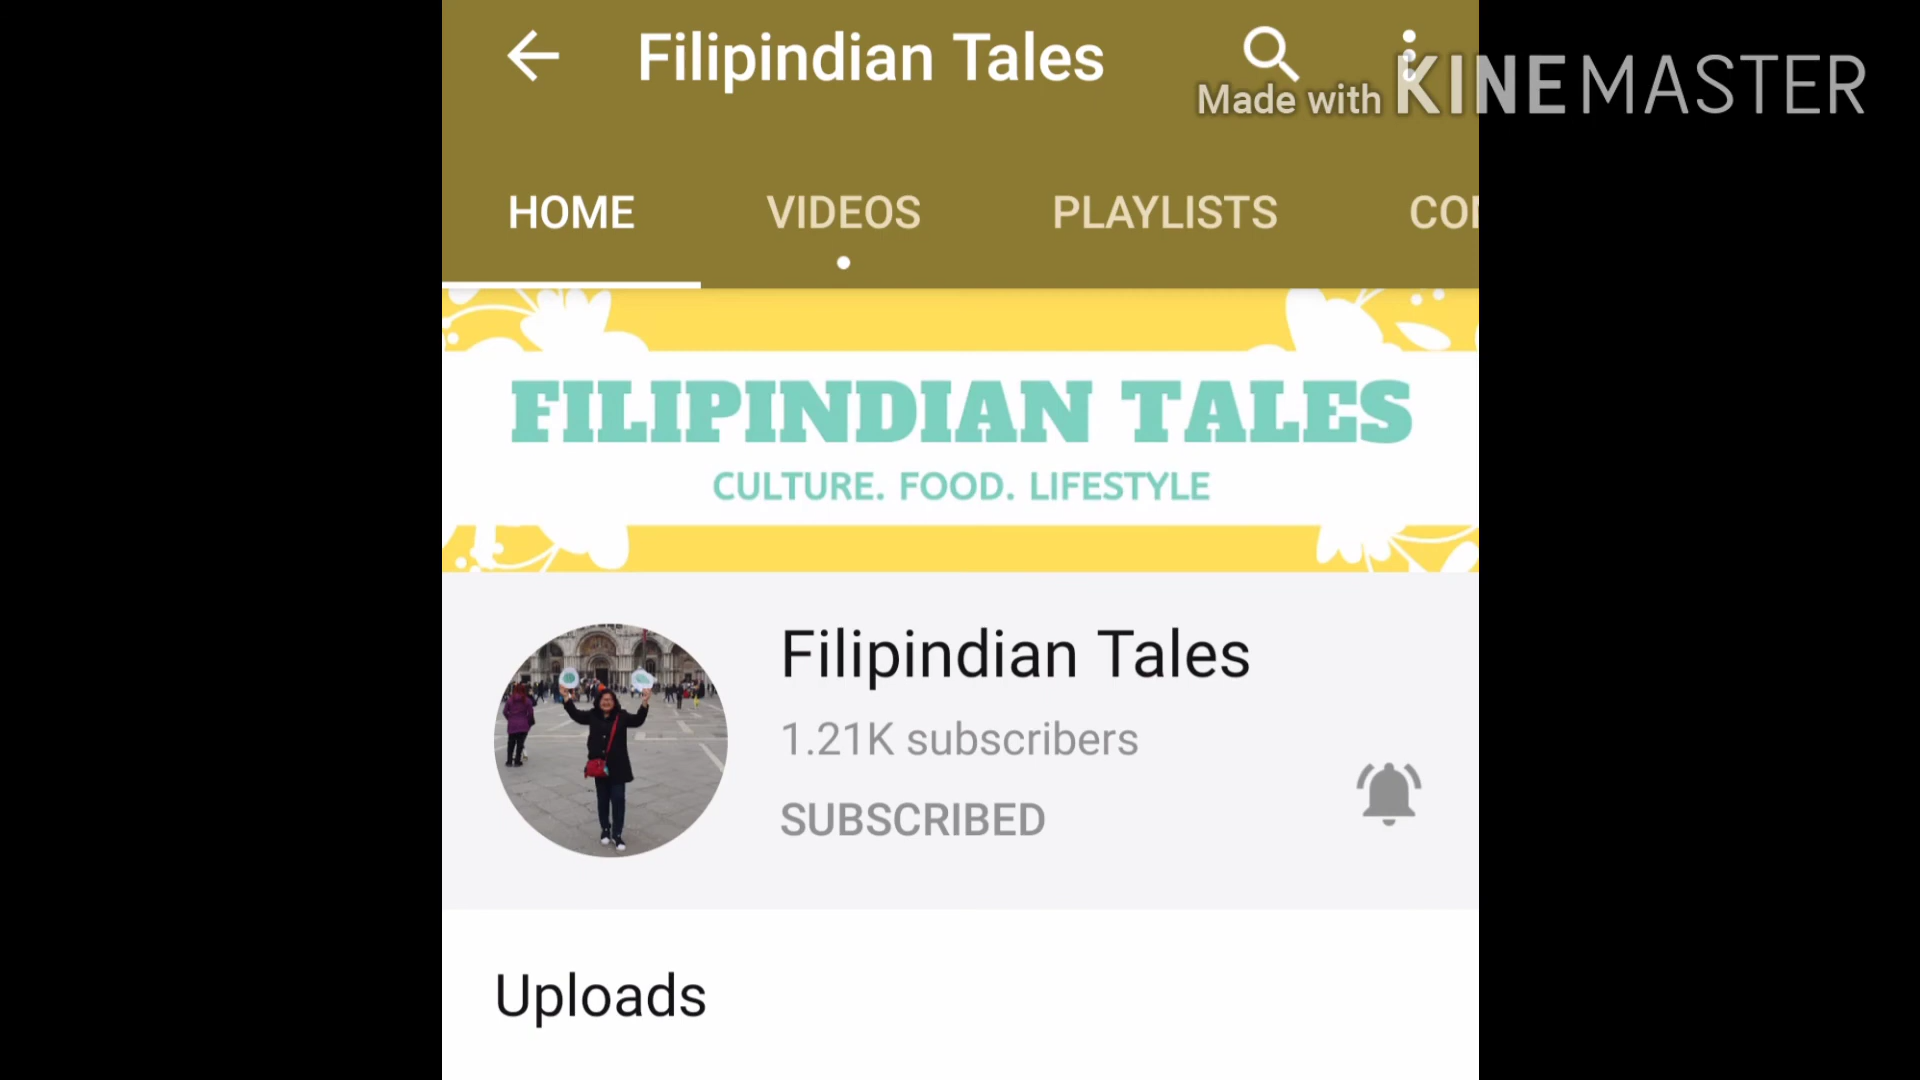 Filipindian Tales
Made with KINEMASTER
HOME VIDEOS PLAYLISTS CO
FILIPINDIAN TALES
CULTURE. FOOD. LIFESTYLE
Filipindian Tales
1.21K subscribers
SUBSCRIBED
Uploads